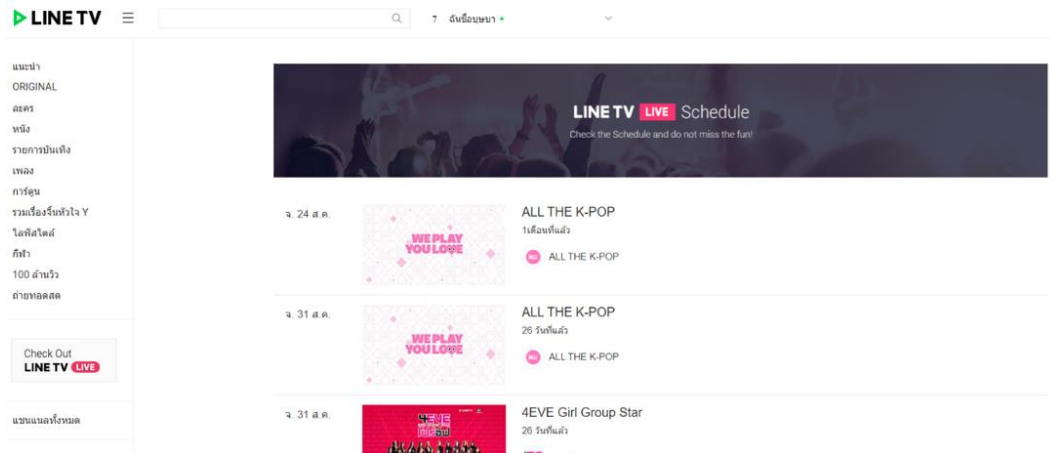 LINE TV
7 ฉันชื่อบุษบา
แนะนำ
ORIGINAL
ละคร
หนัง
รายการบันเทิง
เพลง
การ์ตูน
รวมเรื่องจิ้นหัวใจ Y
ไลฟ์สไตล์
กีฬา
100 ล้านวิว
ถ่ายทอดสด
Check Out
LINE TV LIVE
แชนแนลทั้งหมด
LINE TV LIVE Schedule
Check the Schedule and do not miss the fun!
จ. 24 ส.ค.
WE PLAY
YOU LOVE
ALL THE K-POP
1เดือนที่แล้ว
ALL THE K-POP
จ. 31 ส.ค.
WE PLAY
YOU LOVE
ALL THE K-POP
26 วันที่แล้ว
ALL THE K-POP
จ. 31 ส.ค.
4EVE
4EVE Girl Group Star
26 วันที่แล้ว